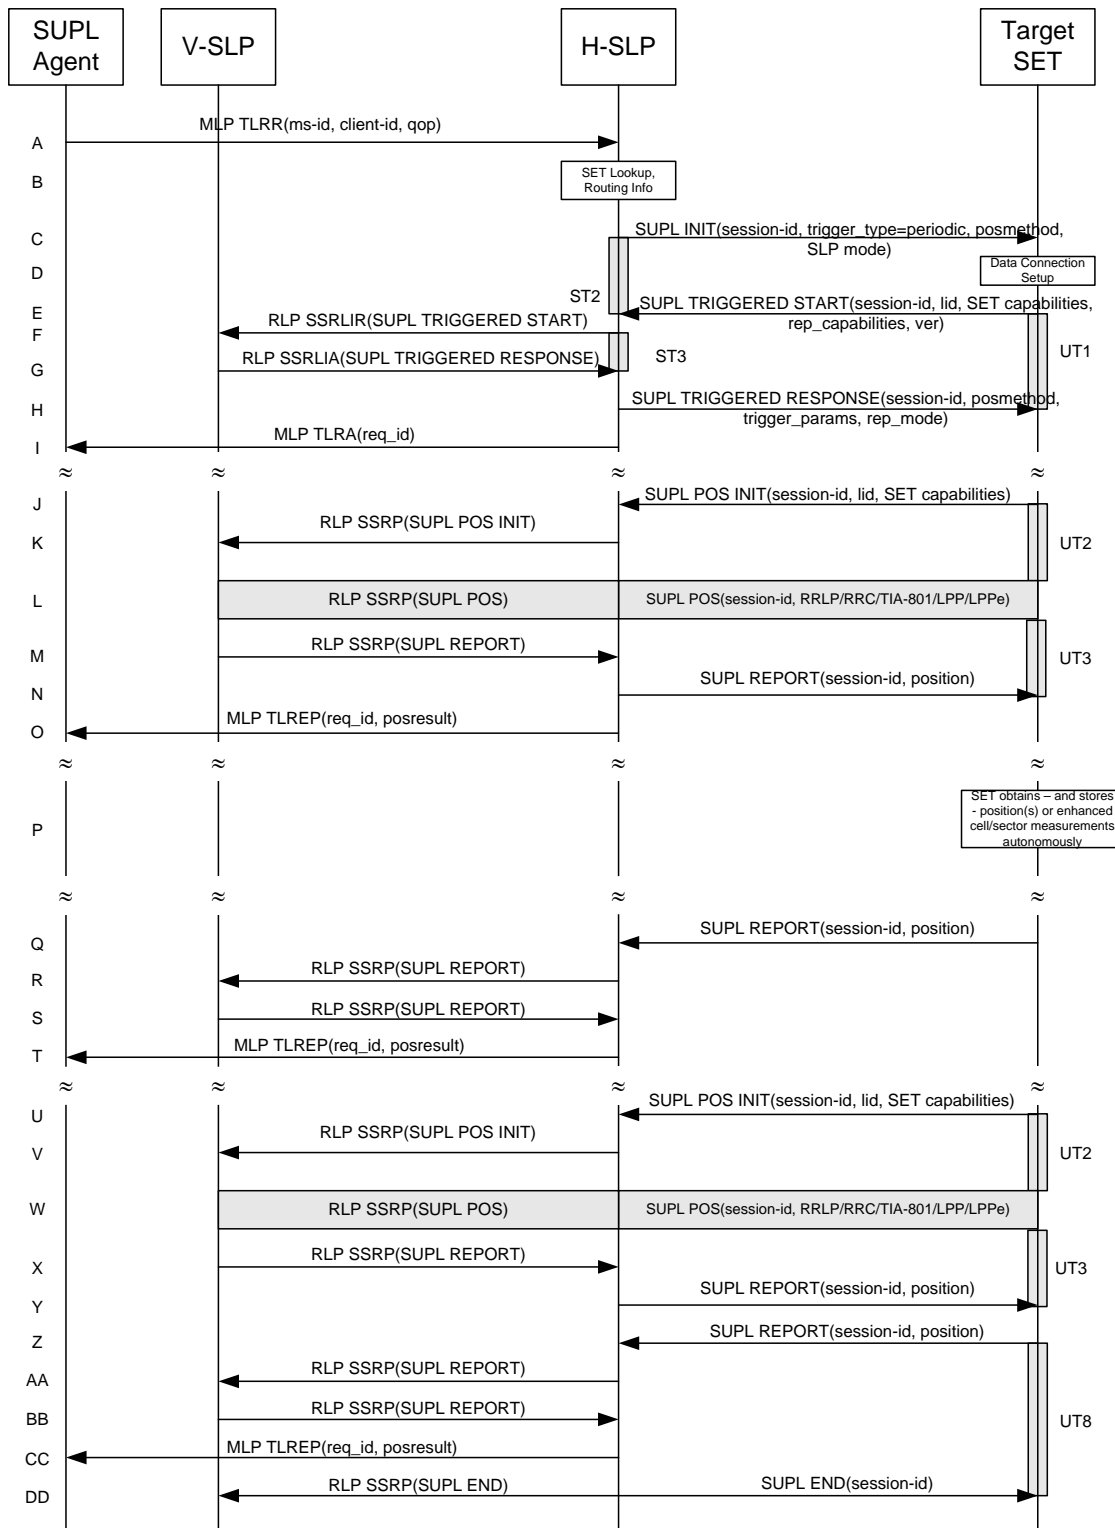 SUPL
Agent
V-SLP
H-SLP
Target
SET
MLP TLRR(ms-id, client-id, qop)
A
B
SET Lookup,
Routing Info
C
SUPL INIT(session-id, trigger_type=periodic, posmethod,
SLP mode)
D
Data Connection
Setup
ST2
E
SUPL TRIGGERED START(session-id, lid, SET capabilities,
rep_capabilities, ver)
RLP SSRLIR(SUPL TRIGGERED START)
F
RLP SSRLIA(SUPL TRIGGERED RESPONSE)
ST3
UT1
G
SUPL TRIGGERED RESPONSE(session-id, posmethod,
trigger_params, rep_mode)
H
MLP TLRA(req_id)
I
≈ ≈ ≈ ≈
SUPL POS INIT(session-id, lid, SET capabilities)
J
RLP SSRP(SUPL POS INIT)
K
UT2
L
RLP SSRP(SUPL POS)
SUPL POS(session-id, RRLP/RRC/TIA-801/LPP/LPPe)
RLP SSRP(SUPL REPORT)
M
UT3
SUPL REPORT(session-id, position)
N
MLP TLREP(req_id, posresult)
O
≈ ≈ ≈ ≈
P
SET obtains – and stores
- position(s) or enhanced
cell/sector measurements
autonomously
≈ ≈ ≈ ≈
SUPL REPORT(session-id, position)
Q
RLP SSRP(SUPL REPORT)
R
RLP SSRP(SUPL REPORT)
S
MLP TLREP(req_id, posresult)
T
≈ ≈ ≈ ≈
SUPL POS INIT(session-id, lid, SET capabilities)
U
RLP SSRP(SUPL POS INIT)
V
UT2
W
RLP SSRP(SUPL POS)
SUPL POS(session-id, RRLP/RRC/TIA-801/LPP/LPPe)
RLP SSRP(SUPL REPORT)
X
UT3
SUPL REPORT(session-id, position)
Y
SUPL REPORT(session-id, position)
Z
RLP SSRP(SUPL REPORT)
AA
RLP SSRP(SUPL REPORT)
BB
UT8
MLP TLREP(req_id, posresult)
CC
RLP SSRP(SUPL END)
SUPL END(session-id)
DD